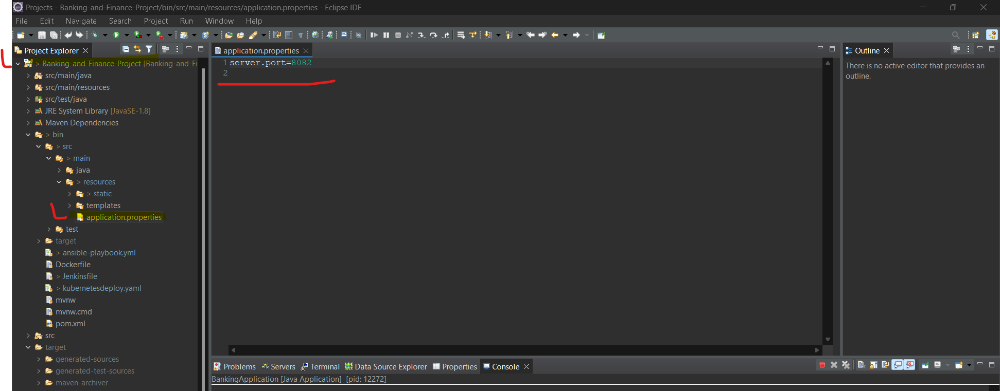 Projects - Banking-and-Finance-Project/bin/src/main/resources/application.properties - Eclipse IDE
File Edit Navigate Search Project Run Window Help
Project Explorer
> Banking-and-Finance-Project [Banking-and-Fi
src/main/java
src/main/resources
src/test/java
JRE System Library [JavaSE-1.8]
Maven Dependencies
> bin
> src
> main
java
> resources
> static
templates
application.properties
test
target
> ansible-playbook.yml
Dockerfile
> Jenkinsfile
> kubernetesdeploy.yaml
mvnw
mvnw.cmd
pom.xml
src
target
generated-sources
generated-test-sources
maven-archiver
application.properties
1 server.port=8082
2
Outline
There is no active editor that provides an
outline.
Problems Servers Terminal Data Source Explorer Properties Console
BankingApplication [Java Application] [pid: 12272]